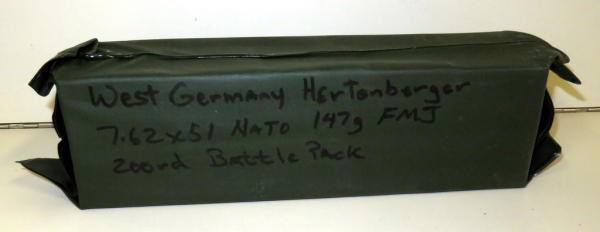 West Germany Hertenberger
7.62x51 NATO 147g FMJ
200rd Battle Pack